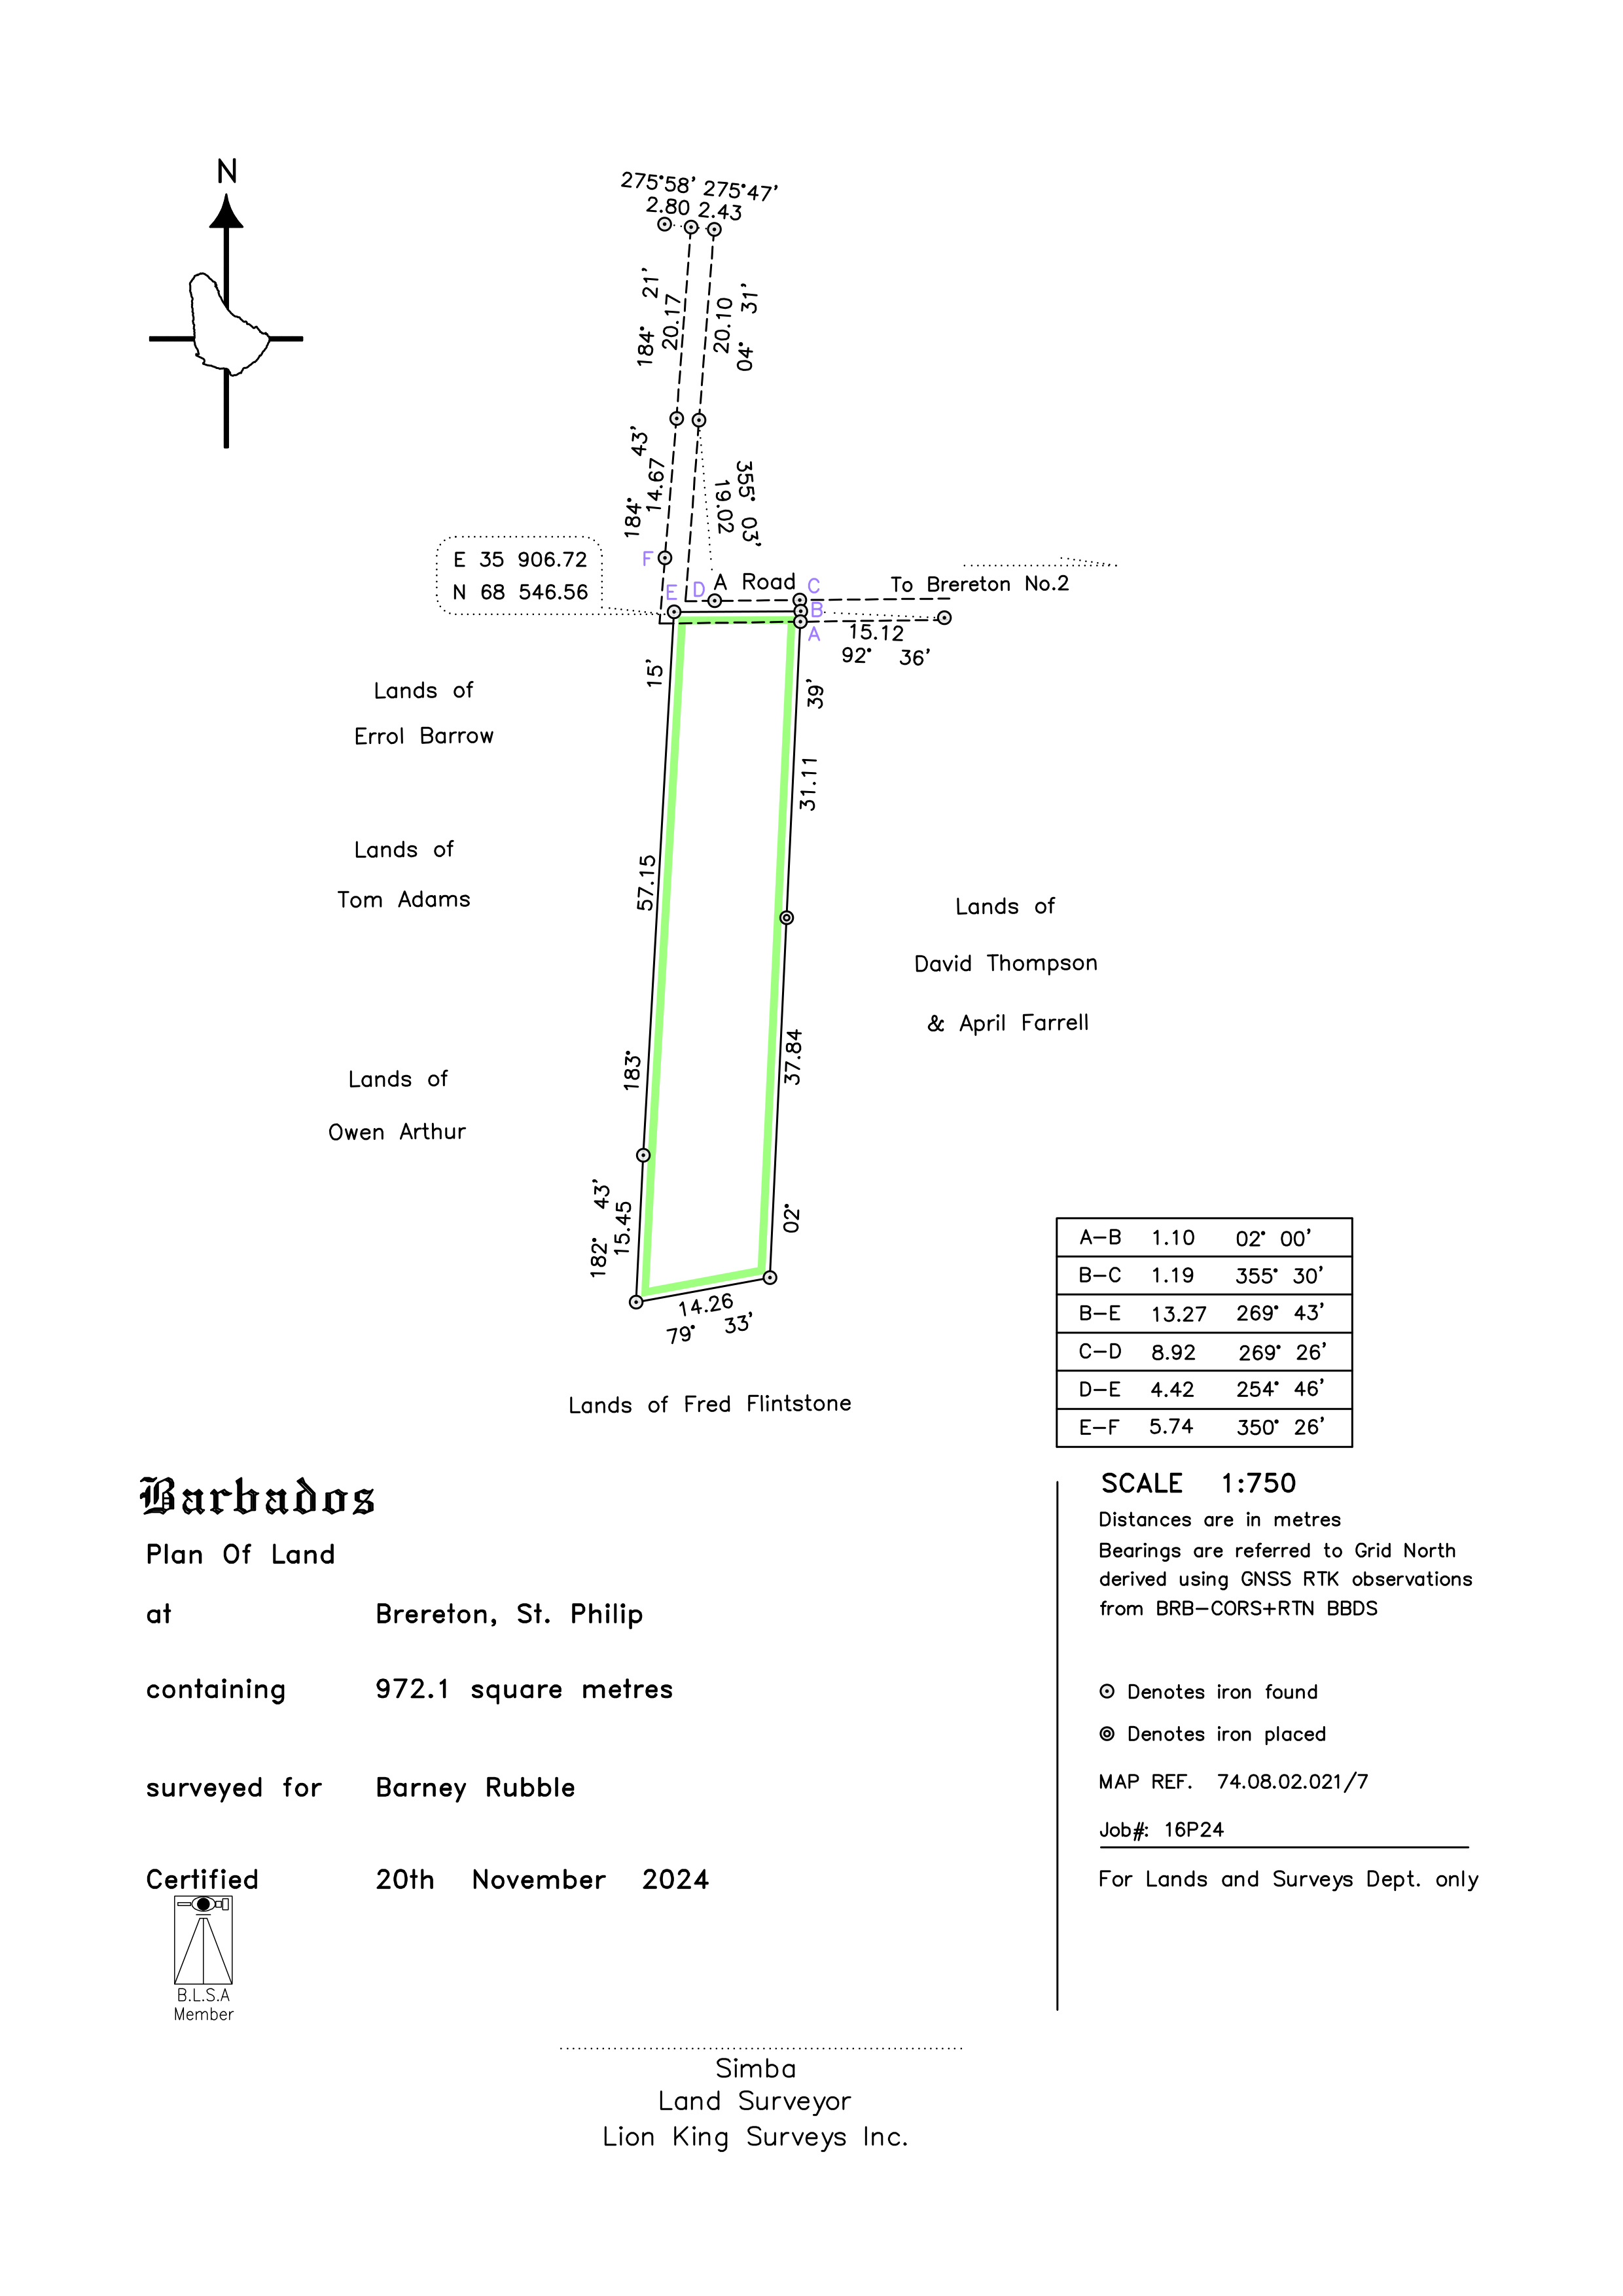 N
275°58' 275°47'
2.80 2.43
184° 21'
20.17
20.10
04° 31'
184° 43'
14.67
355° 03'
19.02
E 35 906.72
N 68 546.56
F
E
D
A Road
C
B
A
To Brereton No.2
15.12
92° 36'
Lands of
Errol Barrow
Lands of
Tom Adams
Lands of
Owen Arthur
183° 15'
57.15
02° 39'
31.11
37.84
Lands of
David Thompson
& April Farrell
182° 43'
15.45
14.26
79° 33'
Lands of Fred Flintstone
A-B 1.10 02° 00'
B-C 1.19 355° 30'
B-E 13.27 269° 43'
C-D 8.92 269° 26'
D-E 4.42 254° 46'
E-F 5.74 350° 26'
Barbados
Plan Of Land
at Brereton, St. Philip
containing 972.1 square metres
surveyed for Barney Rubble
Certified 20th November 2024
B.L.S.A
Member
SCALE 1:750
Distances are in metres
Bearings are referred to Grid North
derived using GNSS RTK observations
from BRB-CORS+RTN BBDS
Denotes iron found
Denotes iron placed
MAP REF. 74.08.02.021/7
Job#: 16P24
For Lands and Surveys Dept. only
Simba
Land Surveyor
Lion King Surveys Inc.